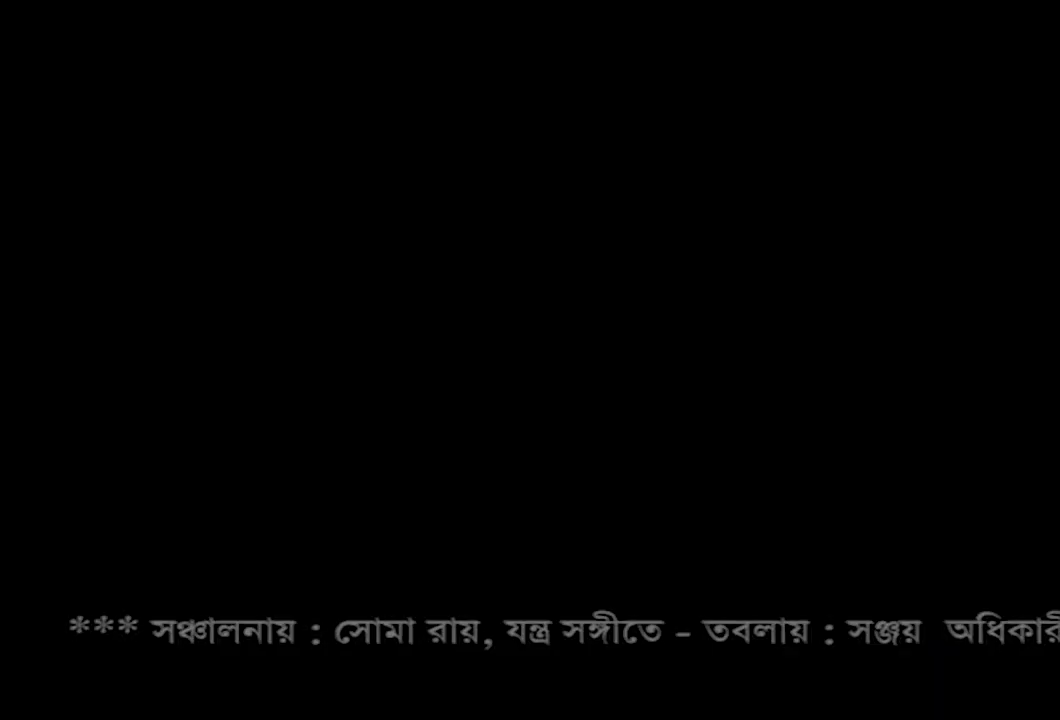 *** সঞ্চালনায় : সোমা রায়, যন্ত্র সঙ্গীতে - তবলায় : সঞ্জয় অধিকারী